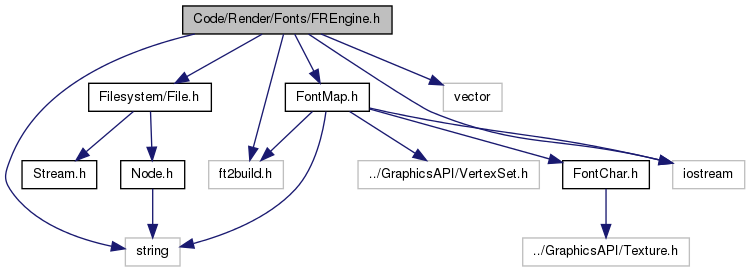 Code/Render/Fonts/FREngine.h
Filesystem/File.h
FontMap.h
vector
Stream.h
Node.h
ft2build.h
../GraphicsAPI/VertexSet.h
FontChar.h
iostream
string
../GraphicsAPI/Texture.h